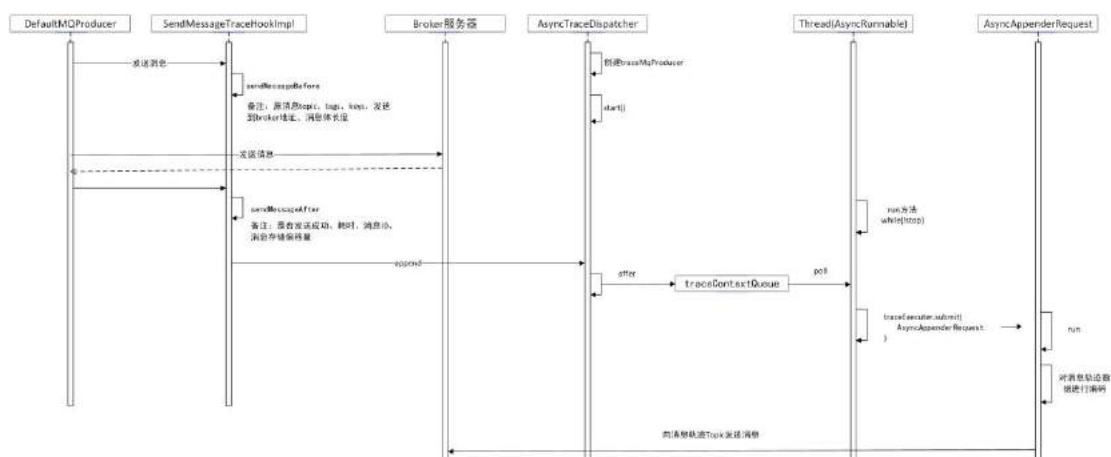 DefaultMQProducer
SendMessageTraceHookImpl
Broker服务器
AsyncTraceDispatcher
Thread(AsyncRunnable)
AsyncAppenderRequest
发送消息
sendMessageBefore
备注：原消息topic、tags、keys、发送
到broker地址、消息体长度
创建traceMqProducer
start()
发送消息
sendMessageAfter
备注：是否发送成功、耗时、消息ID、
消息存储偏移量
run方法
while(!stop)
append
offer
traceContextQueue
poll
traceExecuter.submit(
AsyncAppenderRequest
)
run
对消息轨迹数
据进行编码
向消息轨迹Topic发送消息